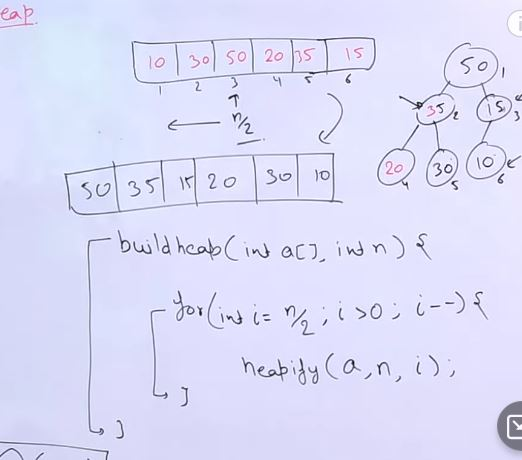 eap
10 30 50 20 35 15
1 2 3 4 5 6
n/2
50 1
35 2 15 3
20 4 30 5 10 6
50 35 15 20 30 10
buildheap(int a[], int n) {
for(int i= n/2 ; i >0 ; i--) {
heapify(a, n, i);
}
}